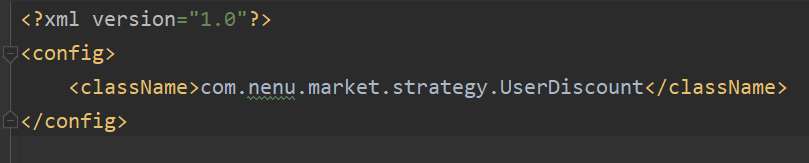 <?xml version="1.0"?>
<config>
    <className>com.nenu.market.strategy.UserDiscount</className>
</config>